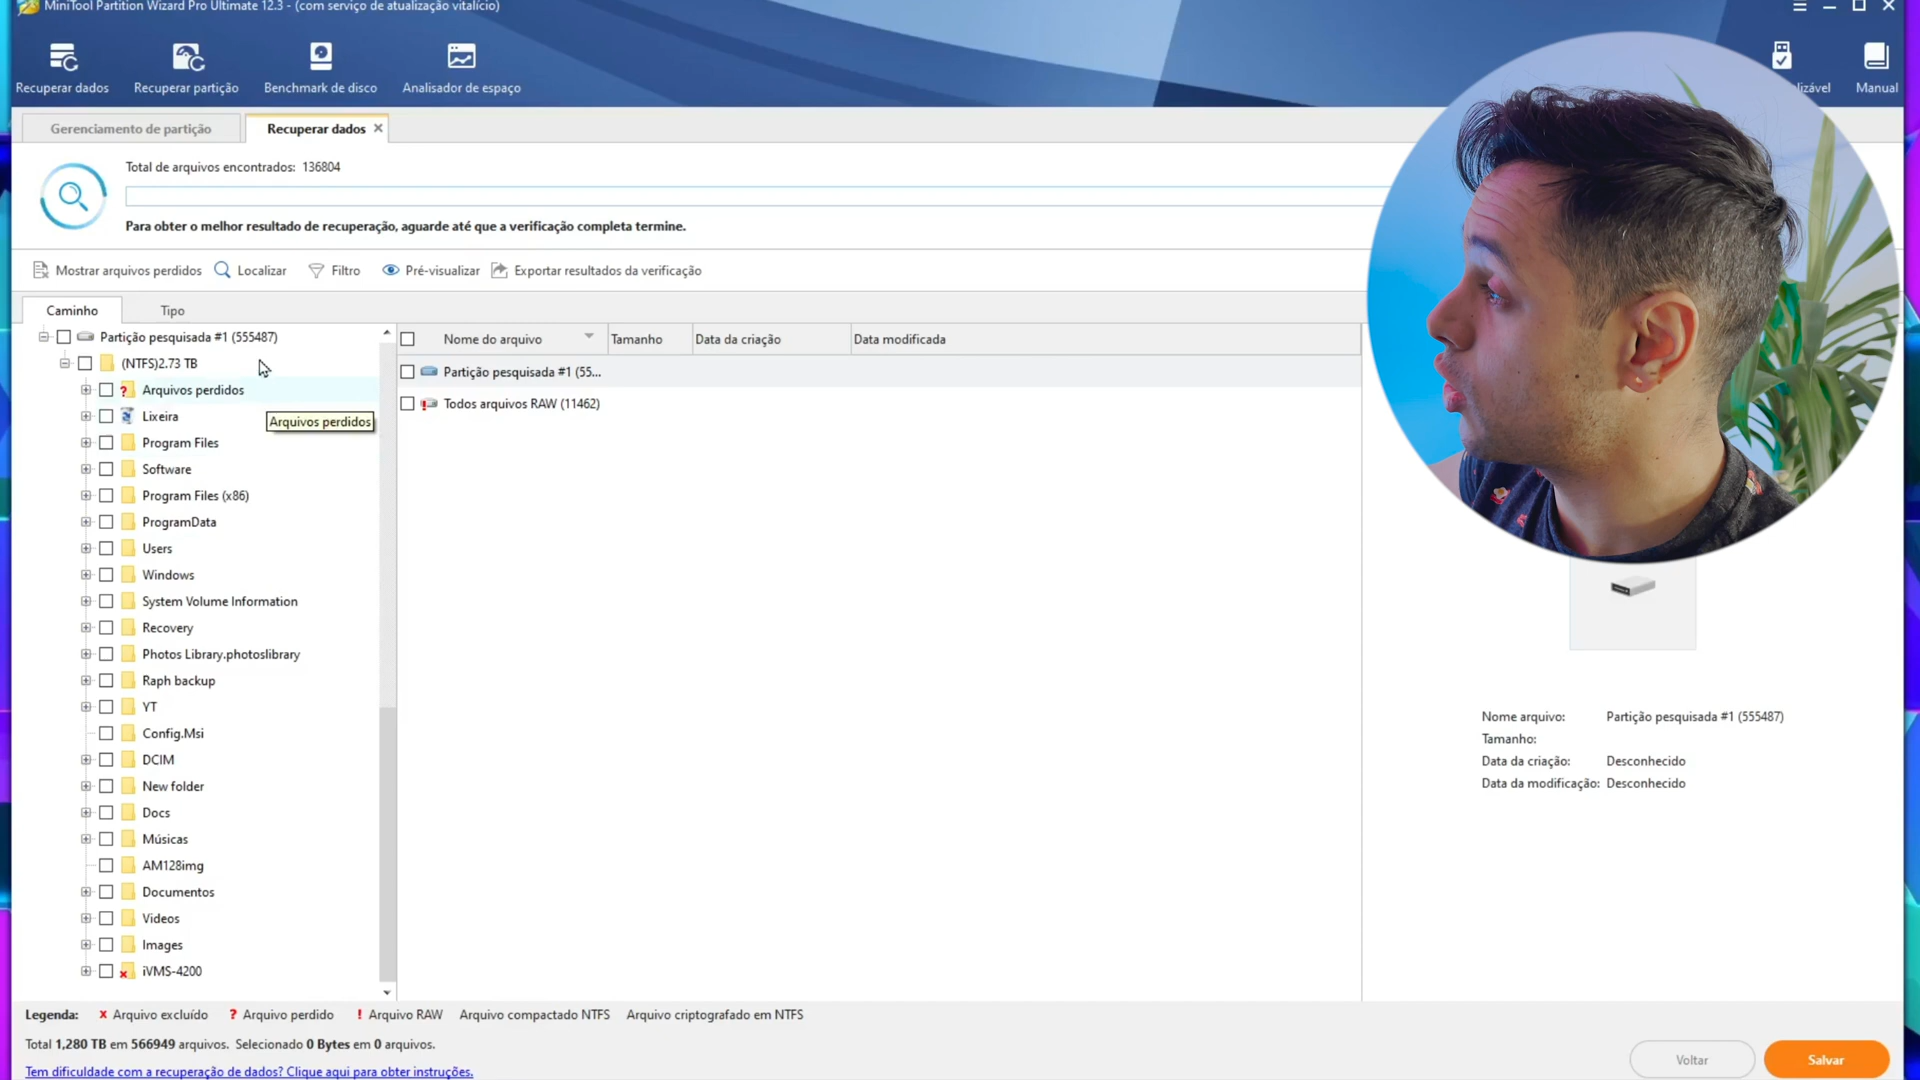 MiniTool Partition Wizard Pro Ultimate 12.3 - (com serviço de atualização vitalício)
Recuperar dados
Recuperar partição
Benchmark de disco
Analisador de espaço
Manual
Gerenciamento de partição
Recuperar dados
Total de arquivos encontrados: 136804
Para obter o melhor resultado de recuperação, aguarde até que a verificação completa termine.
Mostrar arquivos perdidos
Localizar
Filtro
Pré-visualizar
Exportar resultados da verificação
Caminho
Tipo
Partição pesquisada #1 (555487)
(NTFS)2.73 TB
Arquivos perdidos
Lixeira
Arquivos perdidos
Program Files
Software
Program Files (x86)
ProgramData
Users
Windows
System Volume Information
Recovery
Photos Library.photoslibrary
Raph backup
YT
Config.Msi
DCIM
New folder
Docs
Músicas
AM128img
Documentos
Videos
Images
iVMS-4200
Nome do arquivo
Tamanho
Data da criação
Data modificada
Partição pesquisada #1 (55...
Todos arquivos RAW (11462)
Nome arquivo: Partição pesquisada #1 (555487)
Tamanho:
Data da criação: Desconhecido
Data da modificação: Desconhecido
Legenda: x Arquivo excluído ? Arquivo perdido ! Arquivo RAW Arquivo compactado NTFS Arquivo criptografado em NTFS
Total 1,280 TB em 566949 arquivos. Selecionado 0 Bytes em 0 arquivos.
Tem dificuldade com a recuperação de dados? Clique aqui para obter instruções.
Voltar
Salvar